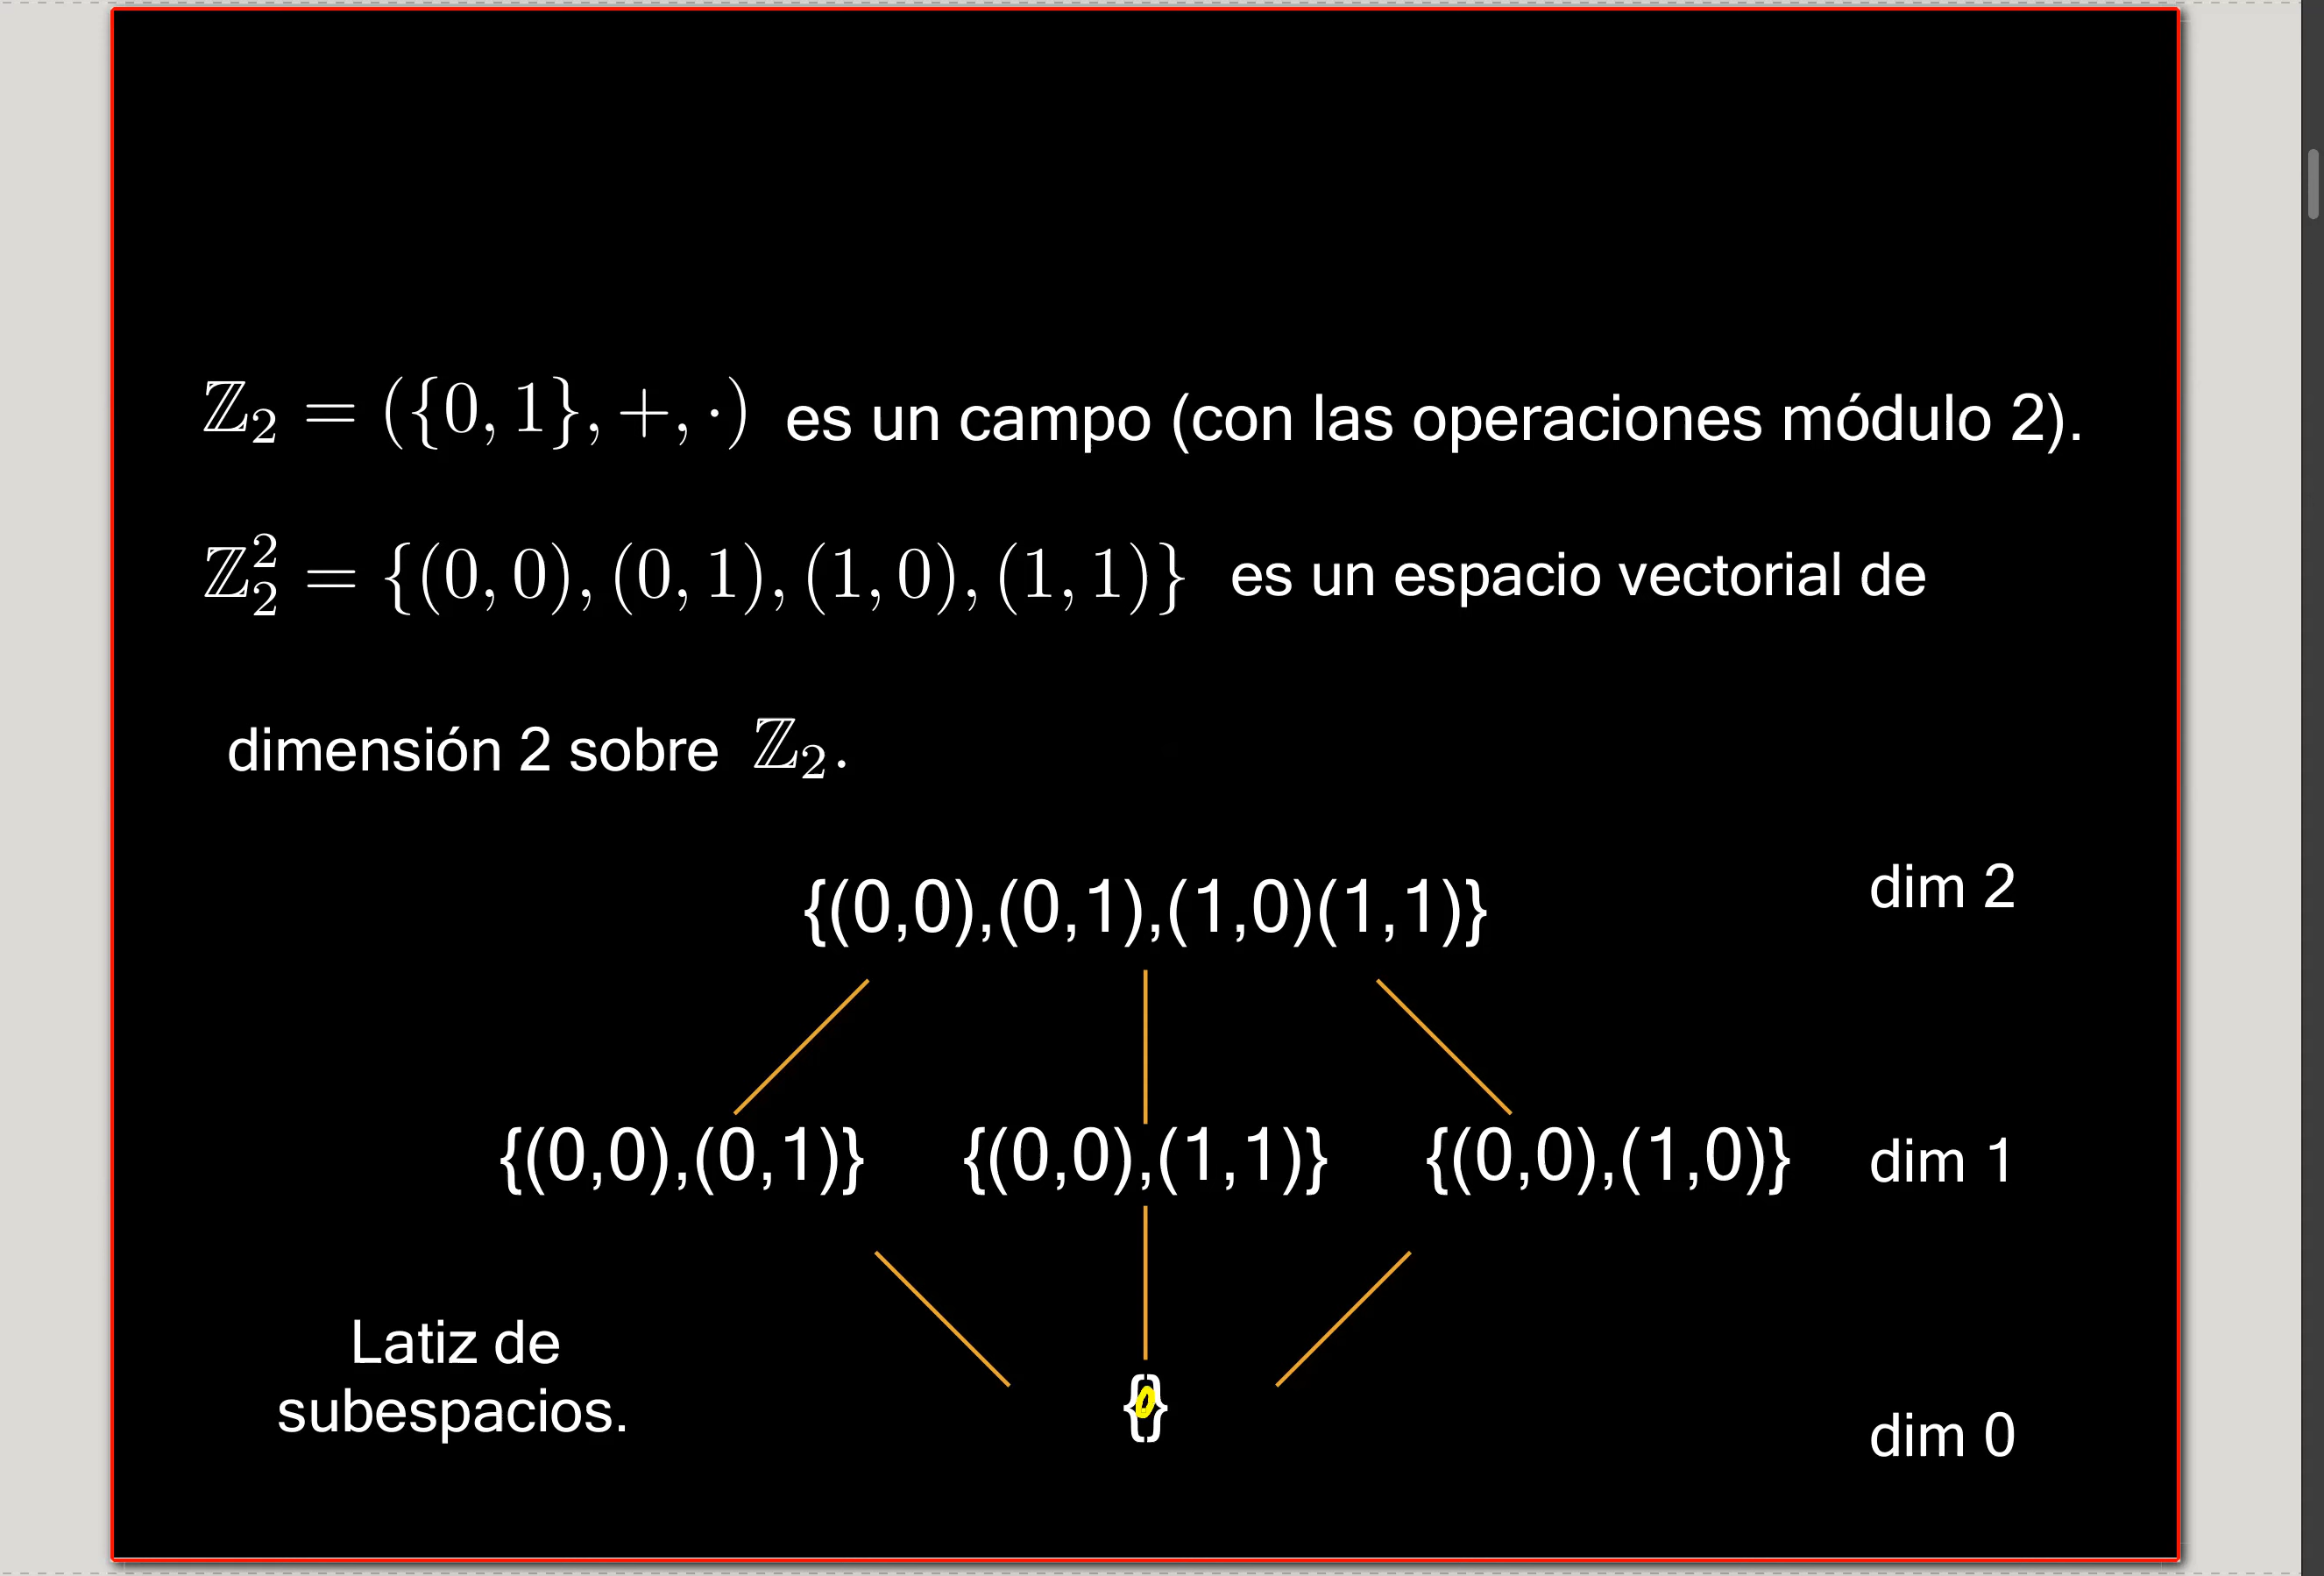 ℤ₂ = ({0, 1}, +, ·) es un campo (con las operaciones módulo 2).
ℤ₂² = {(0, 0), (0, 1), (1, 0), (1, 1)} es un espacio vectorial de
dimensión 2 sobre ℤ₂.
{(0,0),(0,1),(1,0)(1,1)} dim 2
{(0,0),(0,1)} {(0,0),(1,1)} {(0,0),(1,0)} dim 1
Latiz de
subespacios.
{0} dim 0